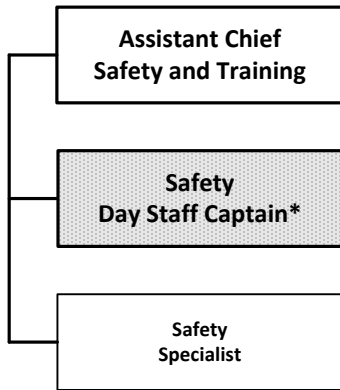 Assistant Chief
Safety and Training
Safety
Day Staff Captain*
Safety
Specialist